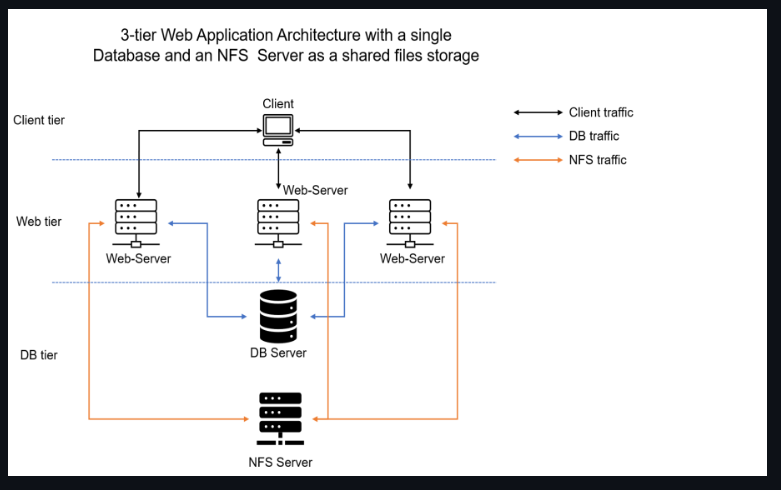 3-tier Web Application Architecture with a single
Database and an NFS Server as a shared files storage
Client
Client tier
Client traffic
DB traffic
NFS traffic
Web-Server
Web tier
Web-Server
Web-Server
DB Server
DB tier
NFS Server